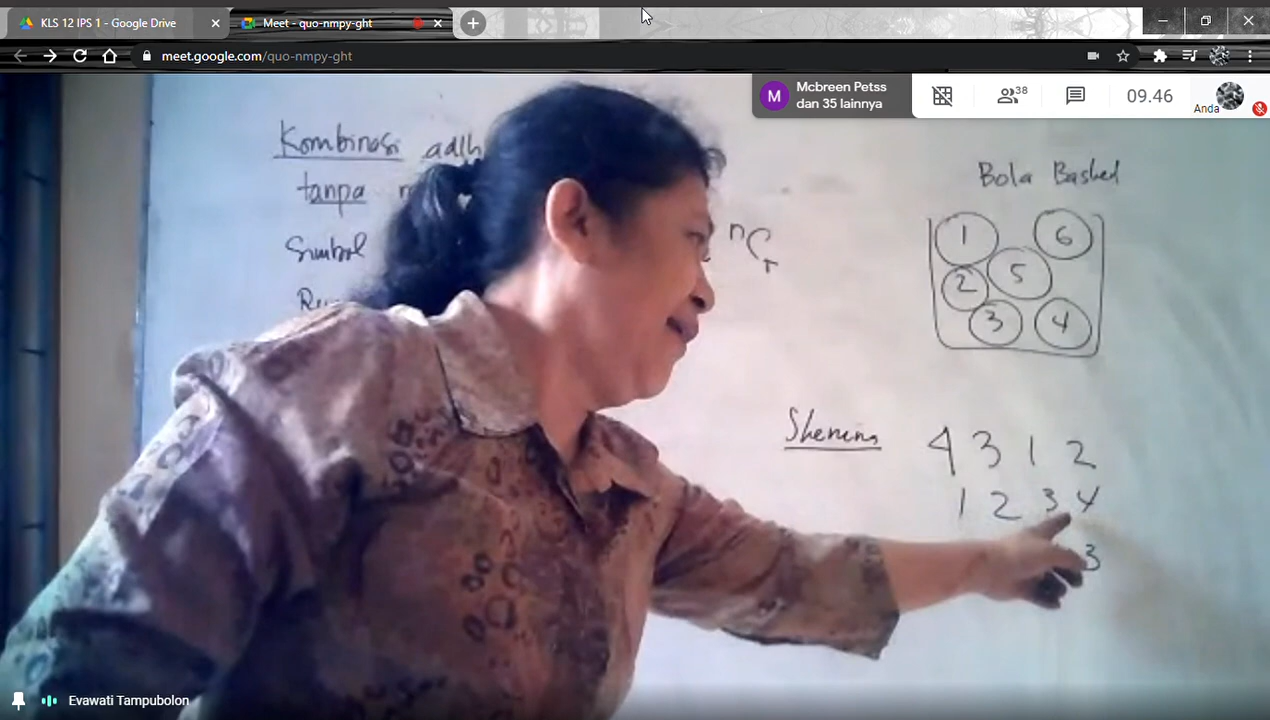 KLS 12 IPS 1 - Google Drive
Meet - quo-nmpy-ght
meet.google.com/quo-nmpy-ght
M
Mcbreen Petss
dan 35 lainnya
38
09.46
Anda
Kombinasi adlh
tanpa
Simbol
nCr
Bola Basked
1 6
5
2
3 4
4 3 1 2
1 2 3 4
3
Evawati Tampubolon